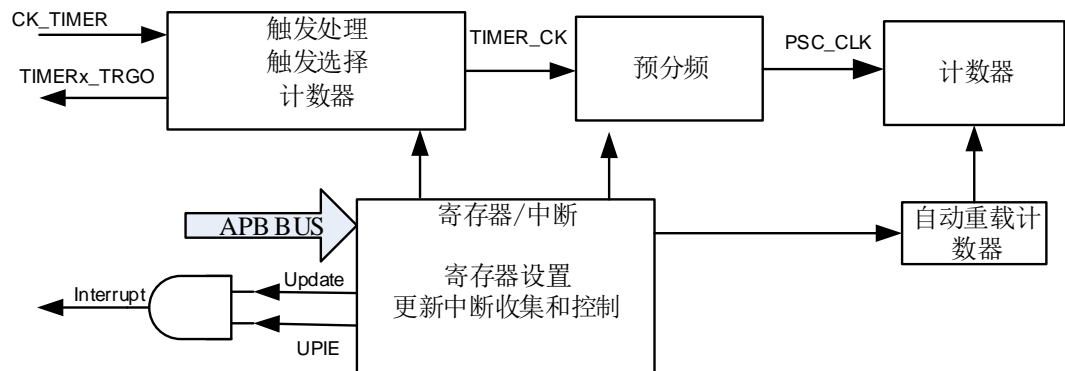 CK_TIMER
TIMERx_TRGO
触发处理
触发选择
计数器
TIMER_CK
预分频
PSC_CLK
计数器
APB BUS
寄存器/中断
寄存器设置
更新中断收集和控制
自动重载计
数器
Interrupt
Update
UPIE